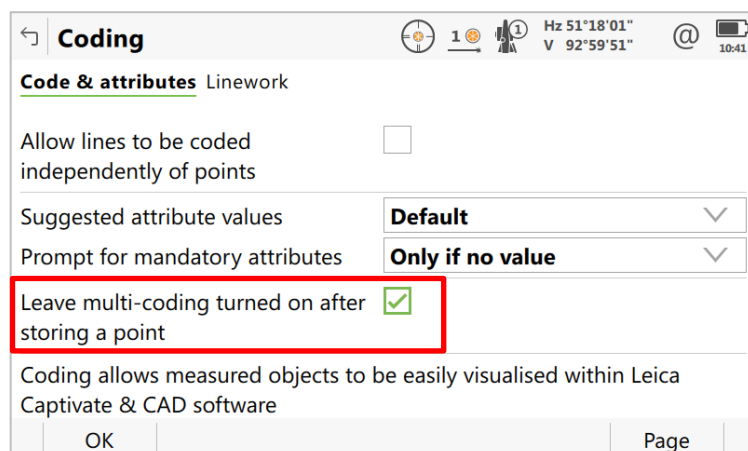 Coding
1
1
Hz 51°18'01"
V 92°59'51"
@
10:41
Code & attributes Linework
Allow lines to be coded
independently of points
Suggested attribute values Default
Prompt for mandatory attributes Only if no value
Leave multi-coding turned on after
storing a point
Coding allows measured objects to be easily visualised within Leica
Captivate & CAD software
OK Page